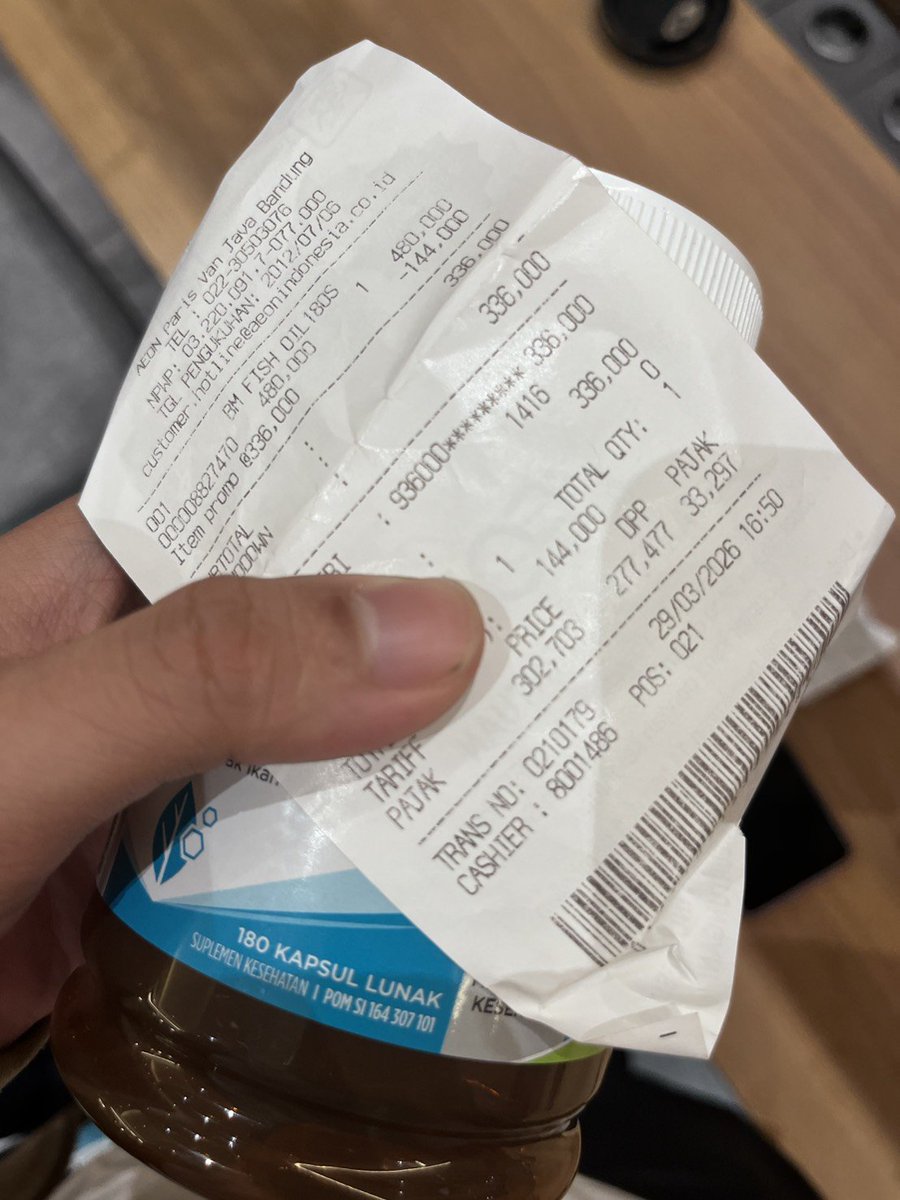 AEON Paris van Java Bandung
TEL : 022-30503076
NPWP: 03.220.091.7-077.000
TGL PENGUKUHAN: 2012/07/06
customer.hotline@aeonindonesia.co.id
001 BM FISH OIL180S 1 480,000
000008827470 480,000 -144,000
Item promo @336,000 336,000
: 336,000
:
: 936000********* 336,000
1416
: 336,000
0
1 TOTAL QTY: 1
144,000
PRICE DPP PAJAK
TARIFF 302,703 277,477 33,297
PAJAK
29/03/2026 16:50
TRANS NO: 0210179 POS: 021
CASHIER : 8001486
180 KAPSUL LUNAK
SUPLEMEN KESEHATAN | POM SI 164 307 101